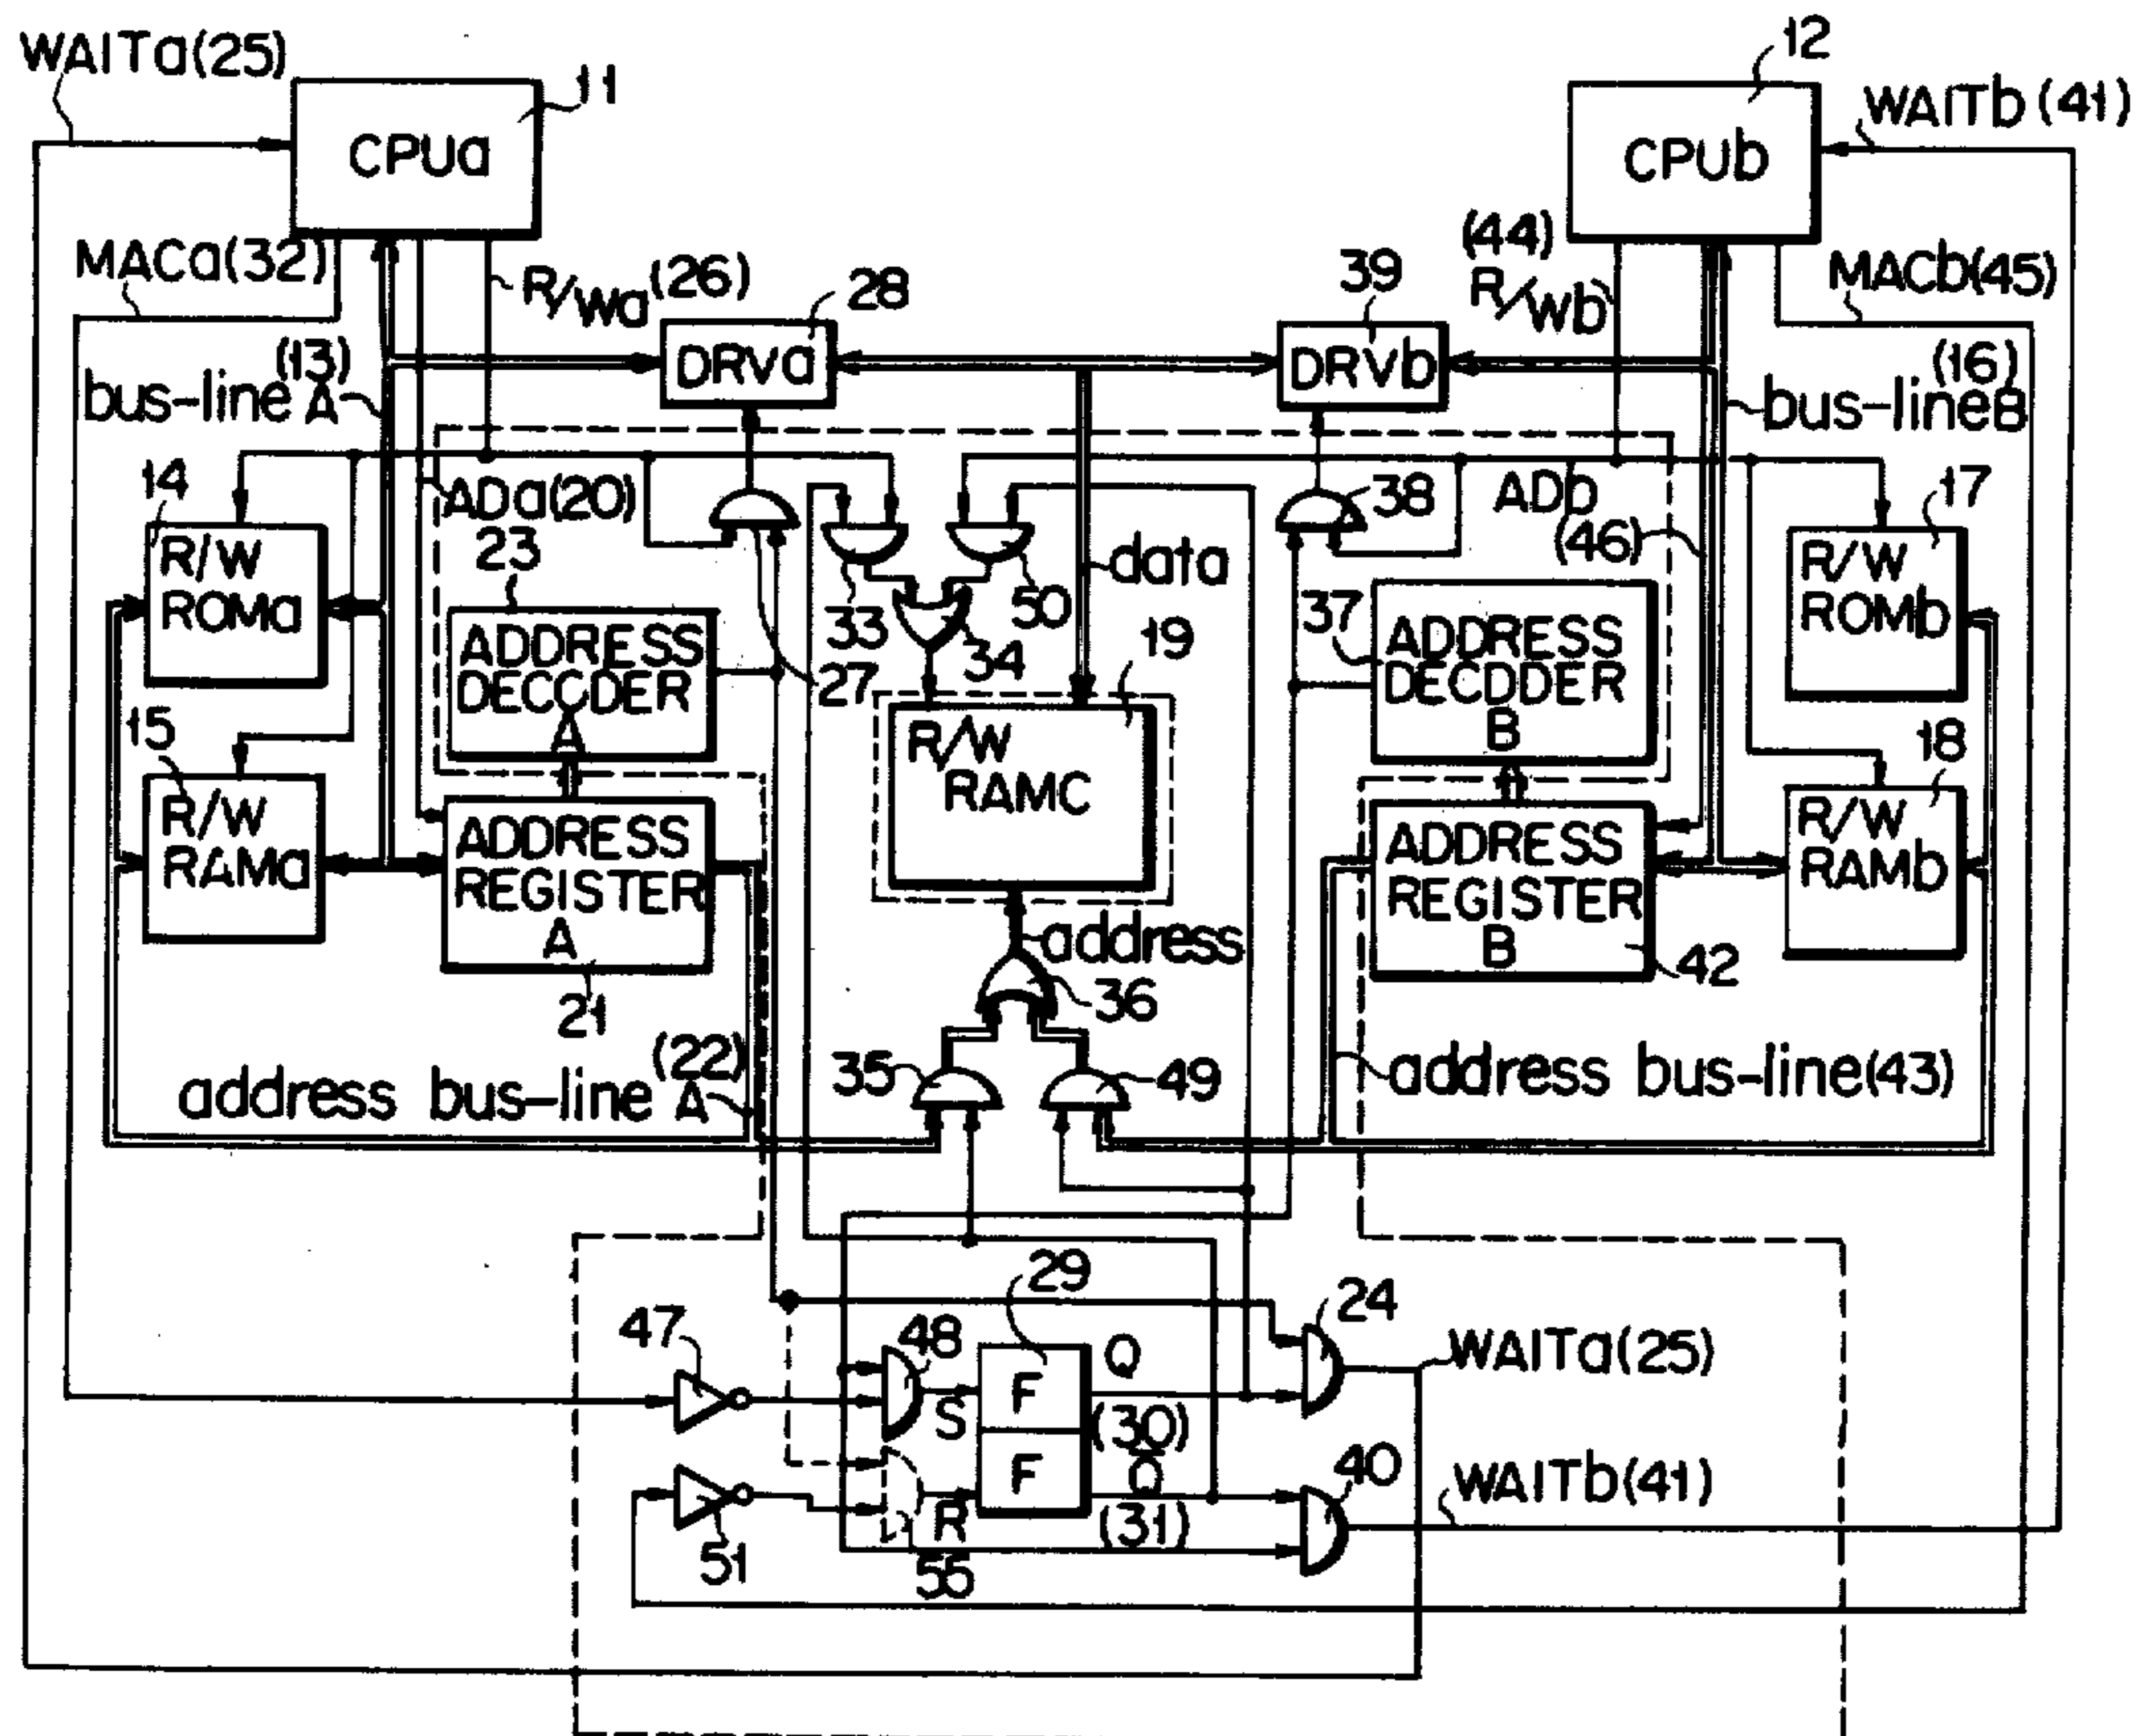 WAITa(25)
11
12
CPUa
CPUb
WAITb(41)
MACa(32)
R/Wa(26)
28
39
(44)
R/Wb
MACb(45)
DRVa
DRVb
(13)
bus-line A
(16)
bus-line B
14
ADa(20)
38
ADb
(46)
17
R/W
ROMa
23
33
50
data
R/W
ROMb
ADDRESS
DECCDER
A
27
34
19
37
ADDRESS
DECDDER
B
15
R/W
RAMa
R/W
RAMC
18
R/W
RAMb
ADDRESS
REGISTER
A
21
address
36
ADDRESS
REGISTER
B
42
(22)
address bus-line A
35
49
address bus-line(43)
29
24
47
48
F
Q
(30)
S
WAITa(25)
F
Q̅
(31)
R
40
WAITb(41)
51
55